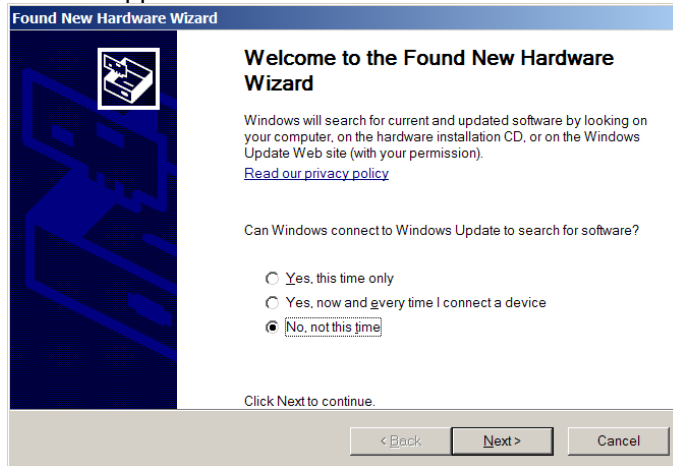 Found New Hardware Wizard
Welcome to the Found New Hardware
Wizard
Windows will search for current and updated software by looking on
your computer, on the hardware installation CD, or on the Windows
Update Web site (with your permission).
Read our privacy policy
Can Windows connect to Windows Update to search for software?
Yes, this time only
Yes, now and every time I connect a device
No, not this time
Click Next to continue.
< Back Next > Cancel